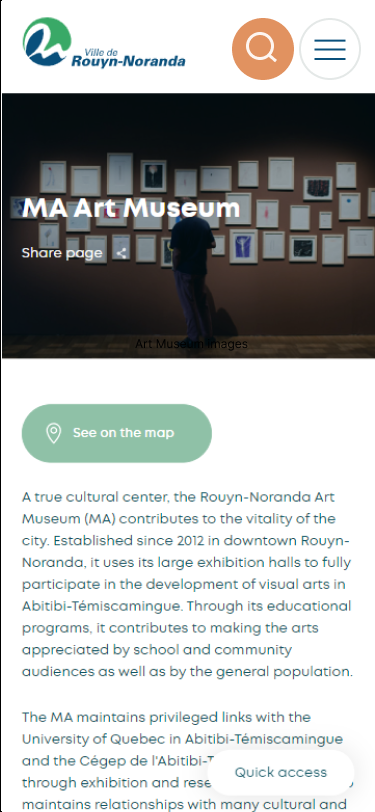 Ville de
Rouyn-Noranda
MA Art Museum
Share page
Art Museum images
See on the map
A true cultural center, the Rouyn-Noranda Art
Museum (MA) contributes to the vitality of the
city. Established since 2012 in downtown Rouyn-
Noranda, it uses its large exhibition halls to fully
participate in the development of visual arts in
Abitibi-Témiscamingue. Through its educational
programs, it contributes to making the arts
appreciated by school and community
audiences as well as by the general population.
The MA maintains privileged links with the
University of Quebec in Abitibi-Témiscamingue
and the Cégep de l'Abitibi-
through exhibition and
maintains relationships with many cultural and
Quick access